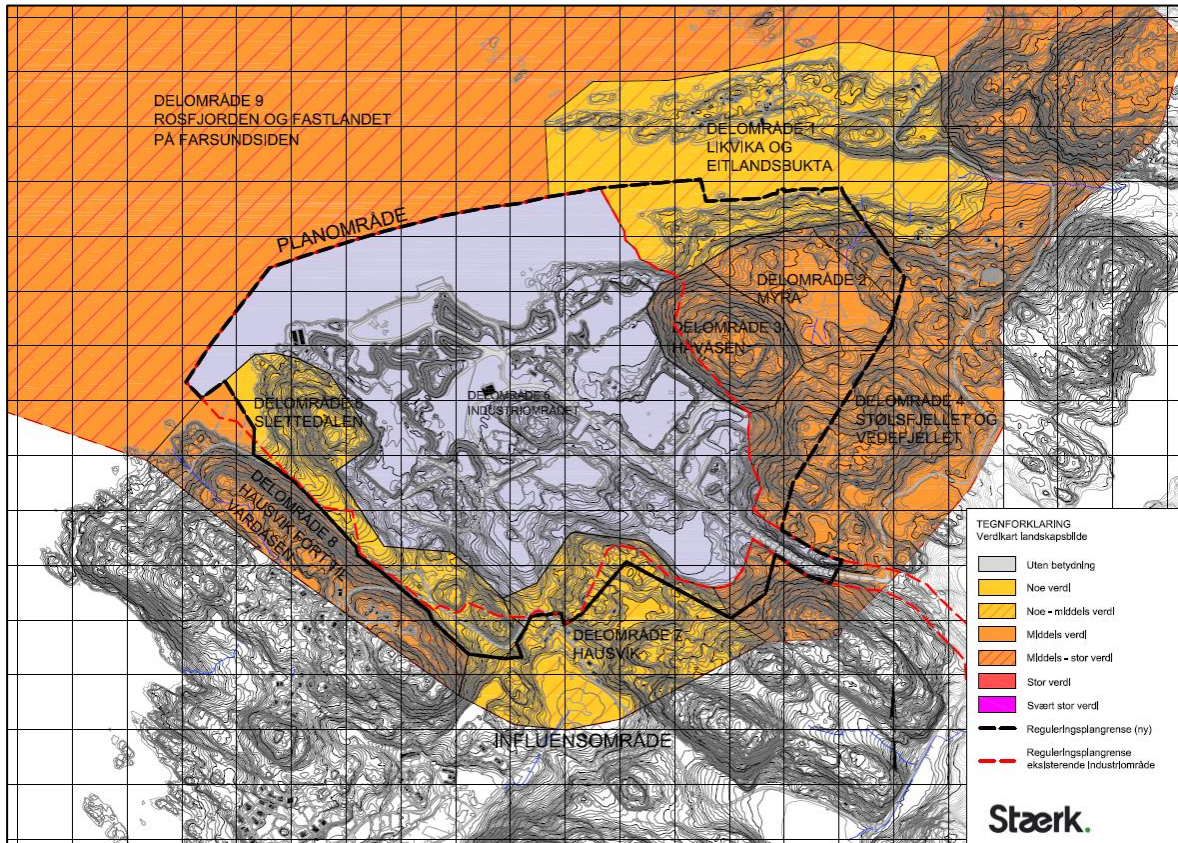 DELOMRÅDE 9
ROSFJORDEN OG FASTLANDET
PÅ FARSUNDSIDEN
DELOMRÅDE 1
LIKVIKA OG
EITLANDSBUKTA
PLANOMRÅDE
DELOMRÅDE 2
MYRA
DELOMRÅDE 3
HÅVÅSEN
DELOMRÅDE 6
SLETTEDALEN
DELOMRÅDE 5
INDUSTRIOMRÅDET
DELOMRÅDE 4
STØLSFJELLET OG
VEDEFJELLET
DELOMRÅDE 8
HAUSVIK FORT TIL
VARDÅSEN
DELOMRÅDE 7
HAUSVIK
INFLUENSOMRÅDE
TEGNFORKLARING
Verdikart landskapsbilde
Uten betydning
Noe verdi
Noe - middels verdi
Middels verdi
Middels - stor verdi
Stor verdi
Svært stor verdi
Reguleringsplangrense (ny)
Reguleringsplangrense
eksisterende industriområde
Stærk.